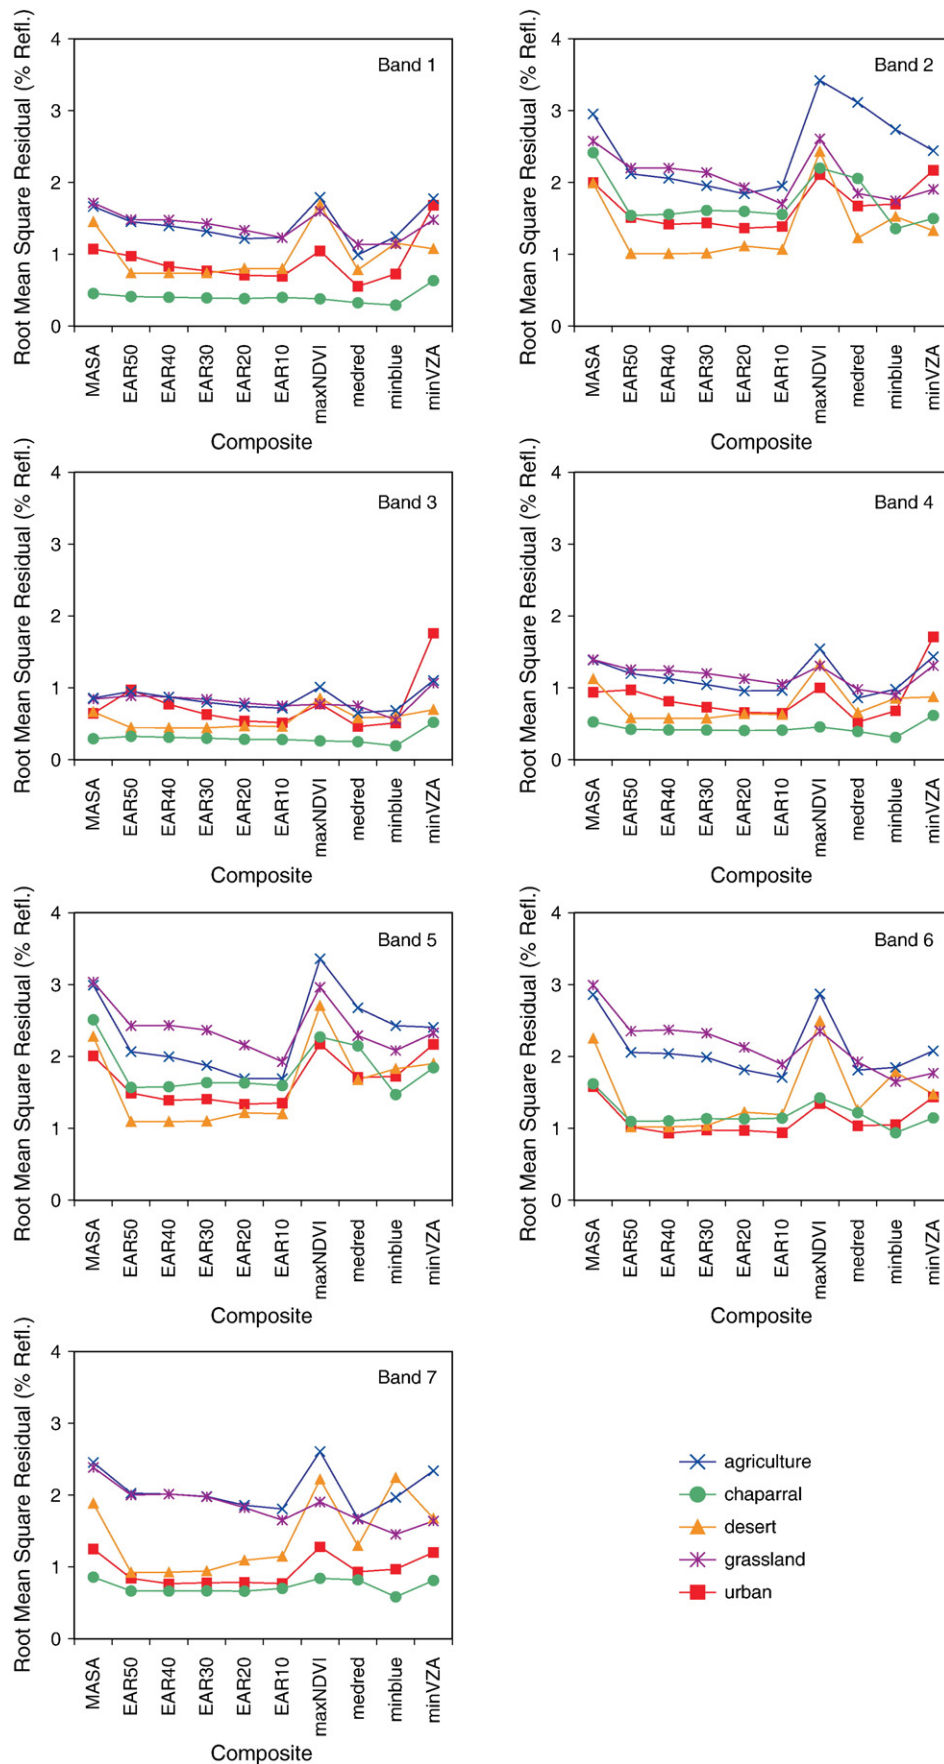 Root Mean Square Residual (% Refl.)
4
3
2
1
0
Band 1
MASA
EAR50
EAR40
EAR30
EAR20
EAR10
maxNDVI
medred
minblue
minVZA
Composite
Root Mean Square Residual (% Refl.)
4
3
2
1
0
Band 2
MASA
EAR50
EAR40
EAR30
EAR20
EAR10
maxNDVI
medred
minblue
minVZA
Composite
Root Mean Square Residual (% Refl.)
4
3
2
1
0
Band 3
MASA
EAR50
EAR40
EAR30
EAR20
EAR10
maxNDVI
medred
minblue
minVZA
Composite
Root Mean Square Residual (% Refl.)
4
3
2
1
0
Band 4
MASA
EAR50
EAR40
EAR30
EAR20
EAR10
maxNDVI
medred
minblue
minVZA
Composite
Root Mean Square Residual (% Refl.)
4
3
2
1
0
Band 5
MASA
EAR50
EAR40
EAR30
EAR20
EAR10
maxNDVI
medred
minblue
minVZA
Composite
Root Mean Square Residual (% Refl.)
4
3
2
1
0
Band 6
MASA
EAR50
EAR40
EAR30
EAR20
EAR10
maxNDVI
medred
minblue
minVZA
Composite
Root Mean Square Residual (% Refl.)
4
3
2
1
0
Band 7
MASA
EAR50
EAR40
EAR30
EAR20
EAR10
maxNDVI
medred
minblue
minVZA
Composite
agriculture
chaparral
desert
grassland
urban